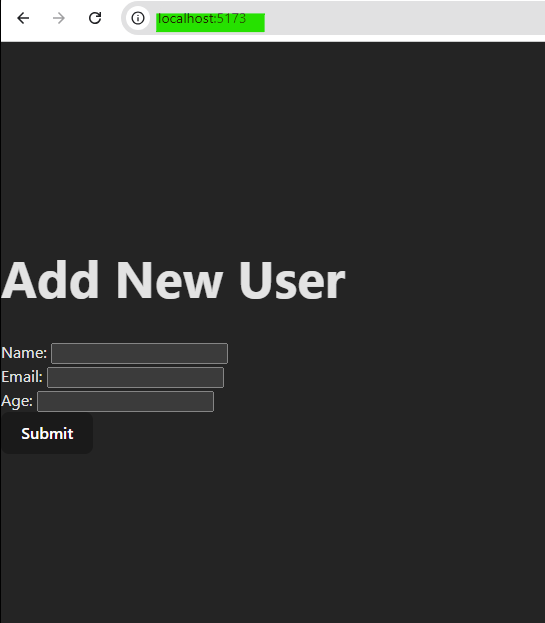 localhost:5173
Add New User
Name:
Email:
Age:
Submit